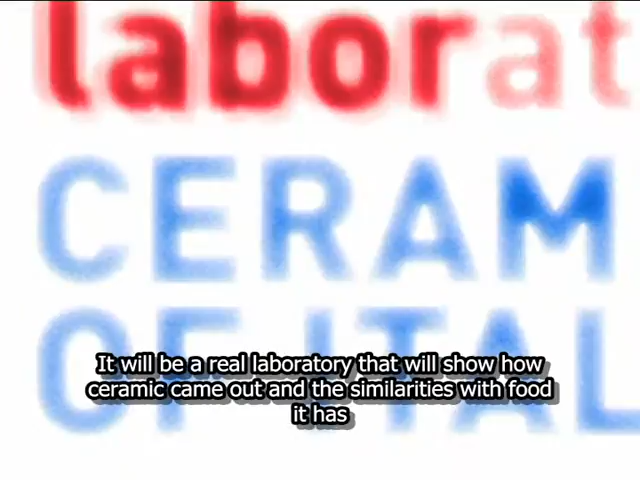 laborat
CERAM
OF ITAL
It will be a real laboratory that will show how
ceramic came out and the similarities with food
it has